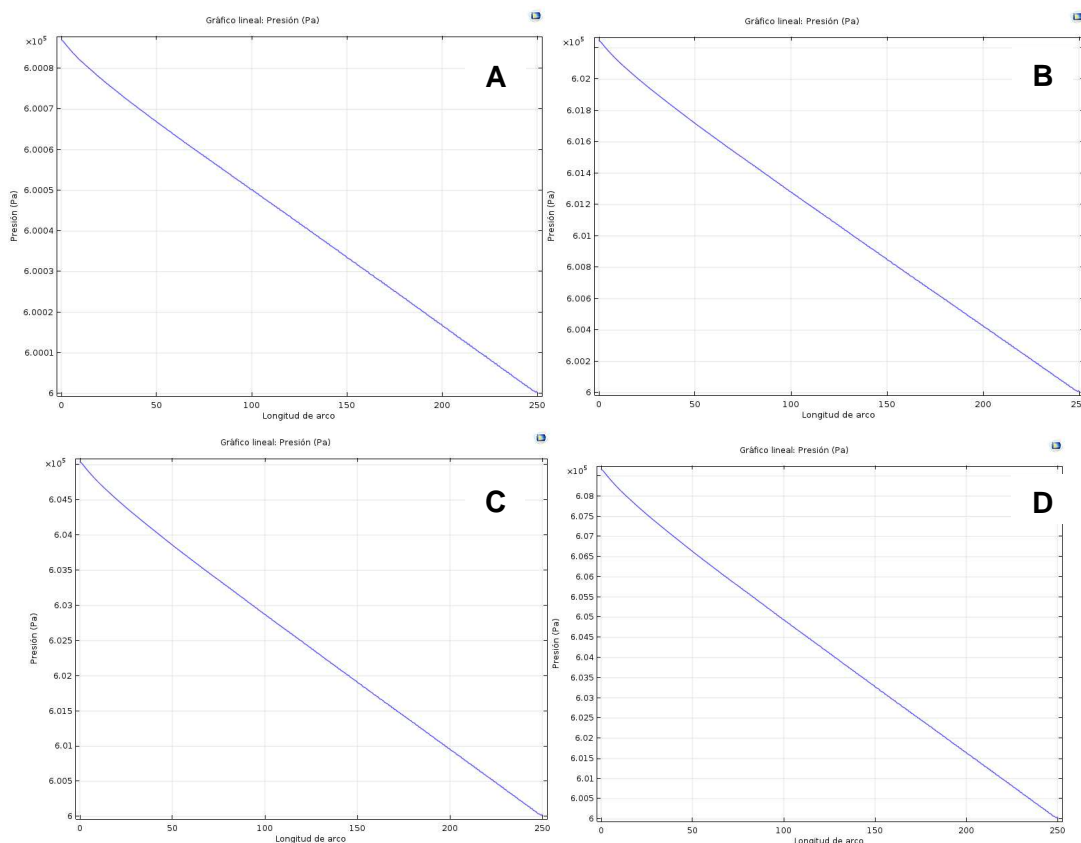 Gráfico lineal: Presión (Pa)
×10⁵
A
6.0008
6.0007
6.0006
6.0005
6.0004
6.0003
6.0002
6.0001
6
Presión (Pa)
0 50 100 150 200 250
Longitud de arco
Gráfico lineal: Presión (Pa)
×10⁵
B
6.02
6.018
6.016
6.014
6.012
6.01
6.008
6.006
6.004
6.002
6
Presión (Pa)
0 50 100 150 200 250
Longitud de arco
Gráfico lineal: Presión (Pa)
×10⁵
C
6.045
6.04
6.035
6.03
6.025
6.02
6.015
6.01
6.005
6
Presión (Pa)
0 50 100 150 200 250
Longitud de arco
Gráfico lineal: Presión (Pa)
×10⁵
D
6.08
6.075
6.07
6.065
6.06
6.055
6.05
6.045
6.04
6.035
6.03
6.025
6.02
6.015
6.01
6.005
6
Presión (Pa)
0 50 100 150 200 250
Longitud de arco